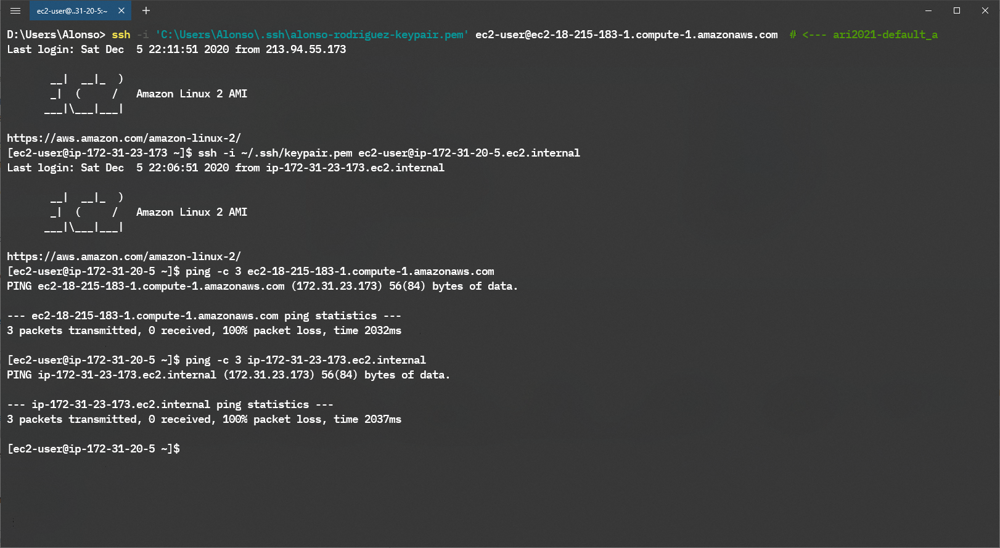 ec2-user@..31-20-5:~
D:\Users\Alonso> ssh -i 'C:\Users\Alonso\.ssh\alonso-rodriguez-keypair.pem' ec2-user@ec2-18-215-183-1.compute-1.amazonaws.com  # <--- ari2021-default_a
Last login: Sat Dec  5 22:11:51 2020 from 213.94.55.173

       __|  __|_  )
       _|  (     /   Amazon Linux 2 AMI
      ___|\___|___|

https://aws.amazon.com/amazon-linux-2/
[ec2-user@ip-172-31-23-173 ~]$ ssh -i ~/.ssh/keypair.pem ec2-user@ip-172-31-20-5.ec2.internal
Last login: Sat Dec  5 22:06:51 2020 from ip-172-31-23-173.ec2.internal

       __|  __|_  )
       _|  (     /   Amazon Linux 2 AMI
      ___|\___|___|

https://aws.amazon.com/amazon-linux-2/
[ec2-user@ip-172-31-20-5 ~]$ ping -c 3 ec2-18-215-183-1.compute-1.amazonaws.com
PING ec2-18-215-183-1.compute-1.amazonaws.com (172.31.23.173) 56(84) bytes of data.

--- ec2-18-215-183-1.compute-1.amazonaws.com ping statistics ---
3 packets transmitted, 0 received, 100% packet loss, time 2032ms

[ec2-user@ip-172-31-20-5 ~]$ ping -c 3 ip-172-31-23-173.ec2.internal
PING ip-172-31-23-173.ec2.internal (172.31.23.173) 56(84) bytes of data.

--- ip-172-31-23-173.ec2.internal ping statistics ---
3 packets transmitted, 0 received, 100% packet loss, time 2037ms

[ec2-user@ip-172-31-20-5 ~]$